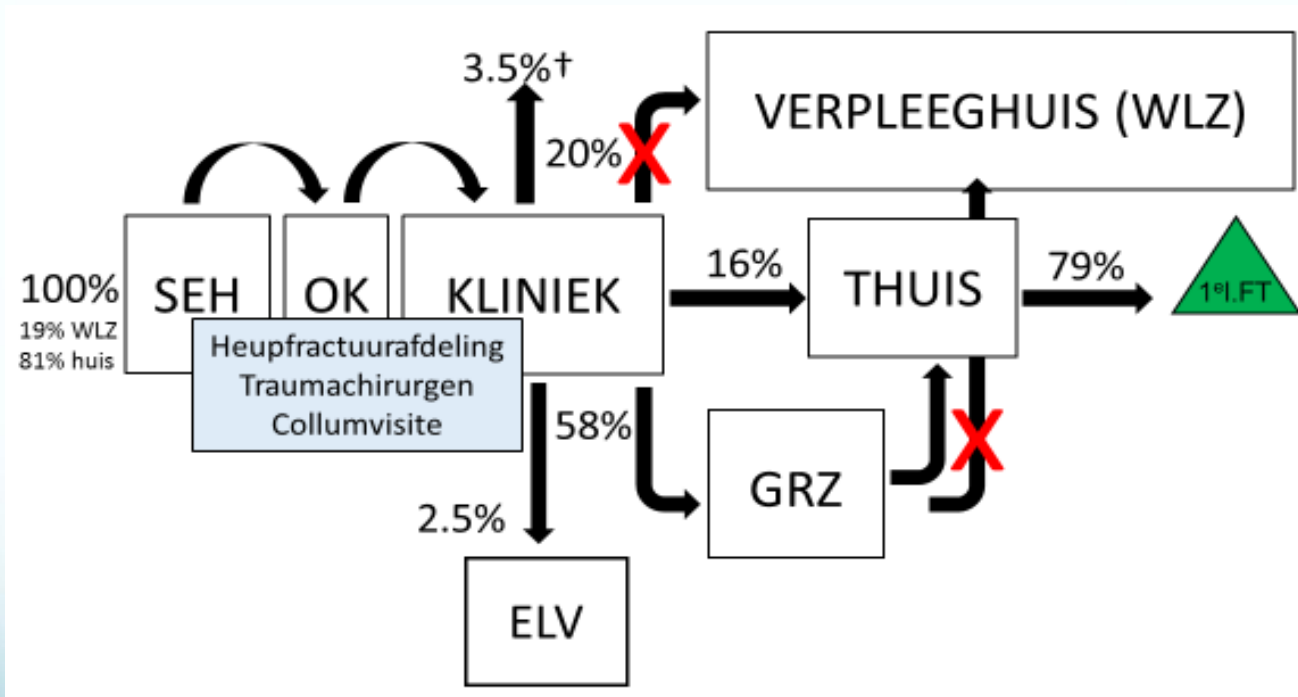 3.5%†
20%
X
VERPLEEGHUIS (WLZ)
100%
19% WLZ
81% huis
SEH
OK
KLINIEK
16%
THUIS
79%
1ᵉl.FT
Heupfractuurafdeling
Traumachirurgen
Collumvisite
58%
2.5%
GRZ
X
ELV